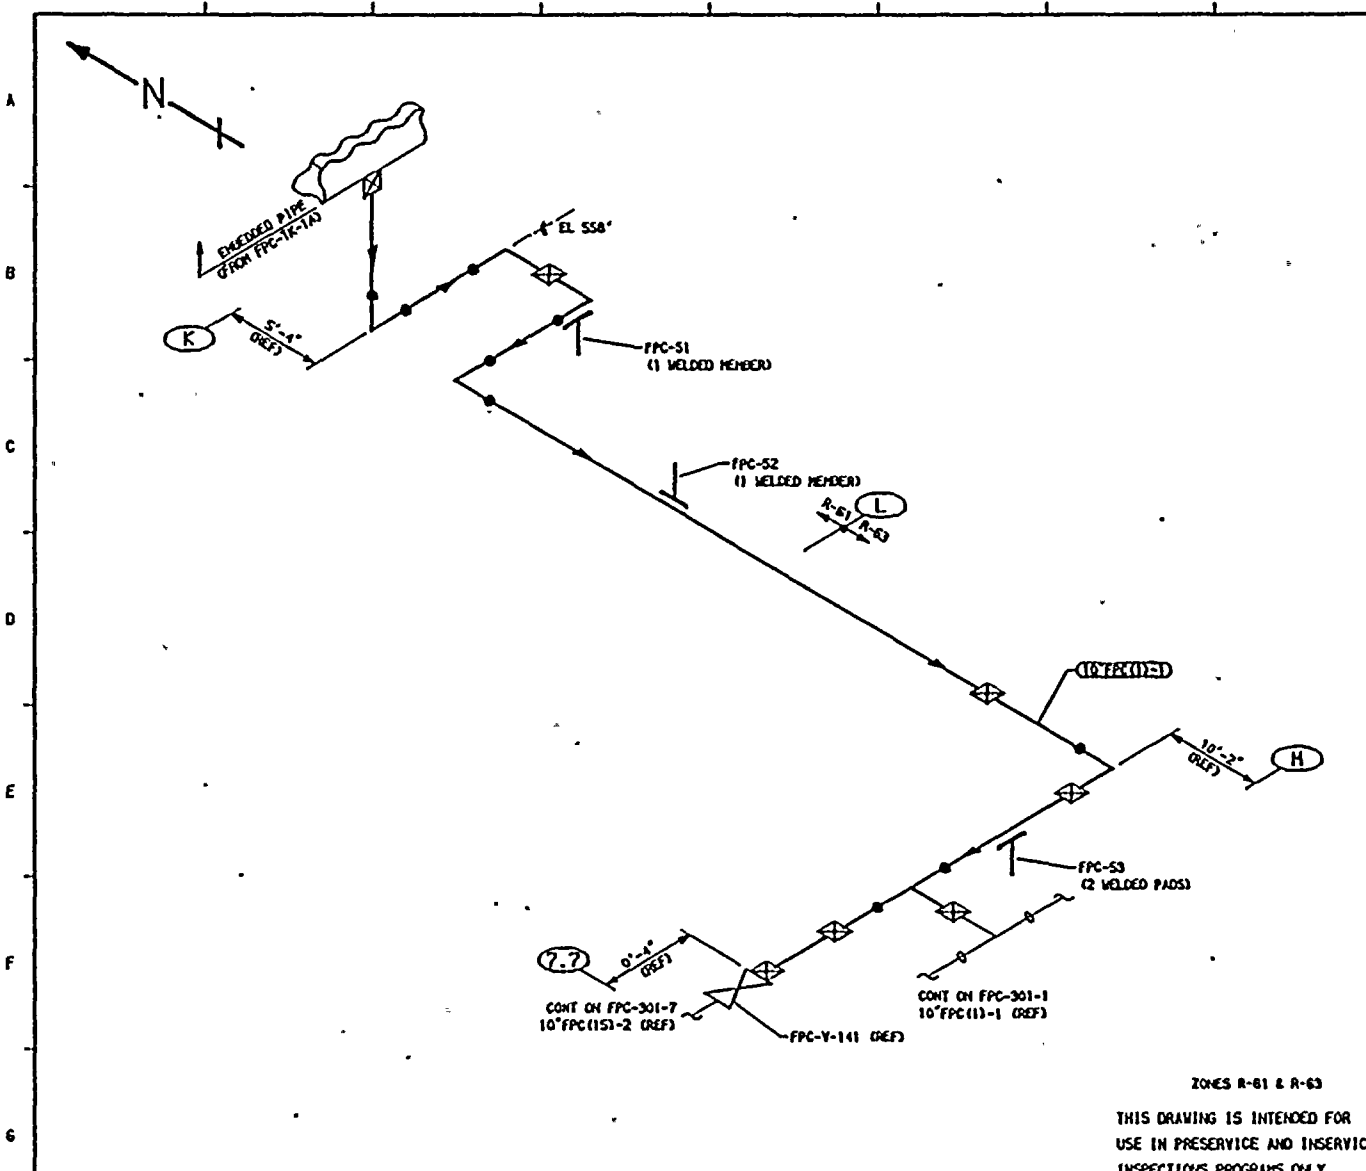 A
N
EMBEDDED PIPE
(FROM FPC-1K-1A)
EL 558'
B
K
5'-4"
(REF)
FPC-51
(1 WELDED MEMBER)
C
FPC-52
(1 WELDED MEMBER)
L
R-61 R-63
D
10"FPC(1)-1
10'-2"
(REF)
M
E
FPC-53
(2 WELDED PADS)
F
7.7
0'-4"
(REF)
CONT ON FPC-301-7
10"FPC(15)-2 (REF)
CONT ON FPC-301-1
10"FPC(1)-1 (REF)
FPC-V-141 (REF)
ZONES R-61 & R-63
G
THIS DRAWING IS INTENDED FOR
USE IN PRESERVICE AND INSERVIC
INSPECTIONS PROGRAMS ONLY